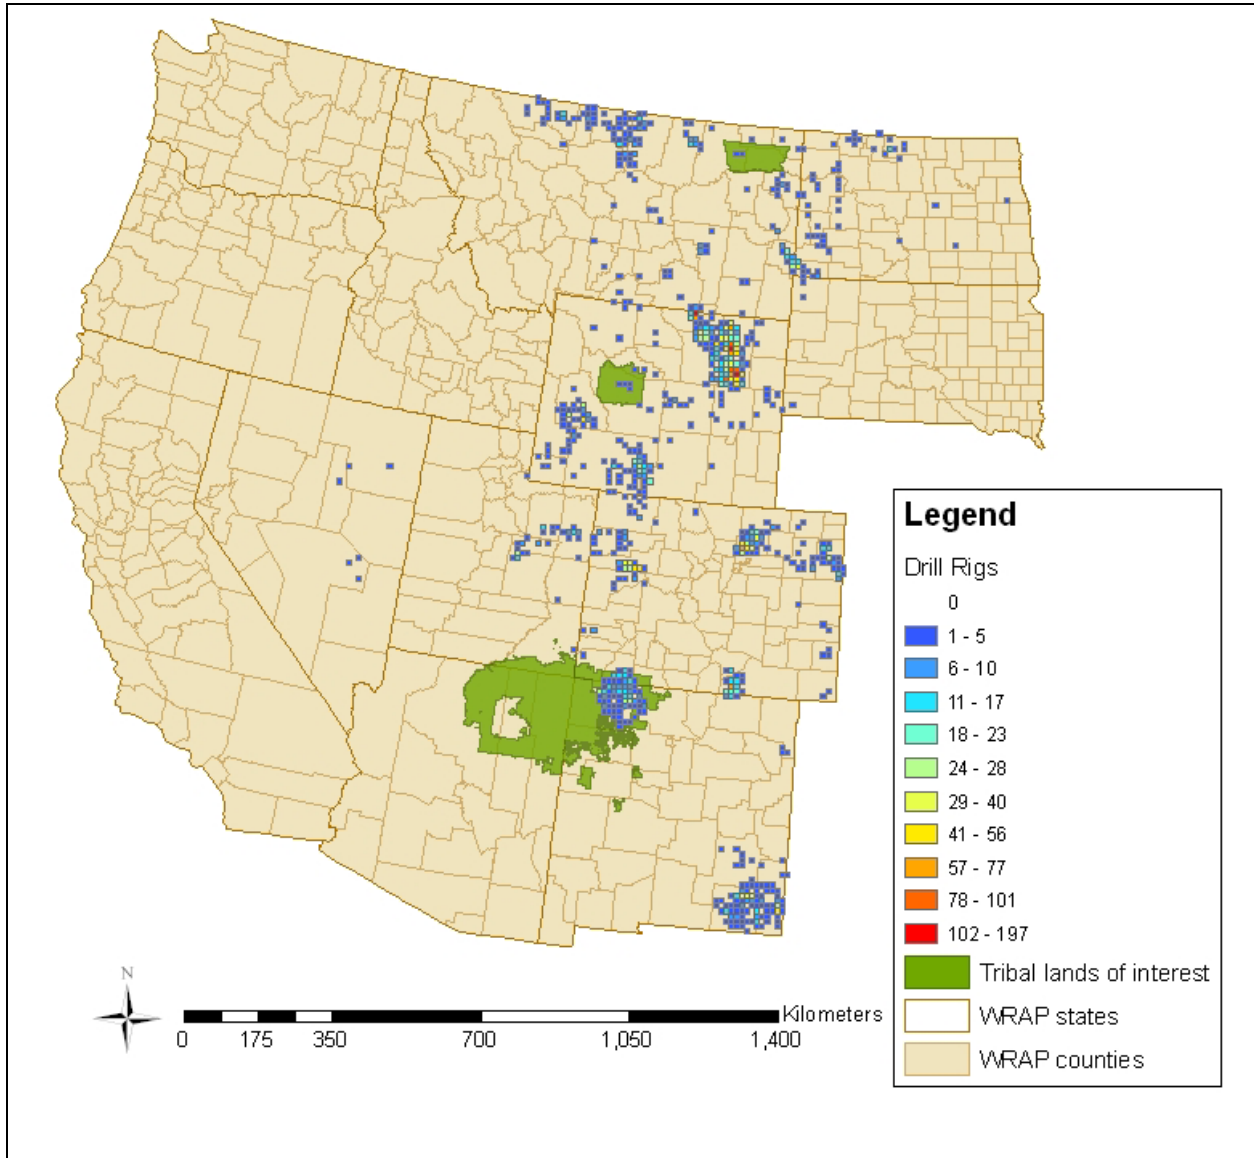 Legend
Drill Rigs
0
1 - 5
6 - 10
11 - 17
18 - 23
24 - 28
29 - 40
41 - 56
57 - 77
78 - 101
102 - 197
Tribal lands of interest
WRAP states
WRAP counties
N
Kilometers
0 175 350 700 1,050 1,400